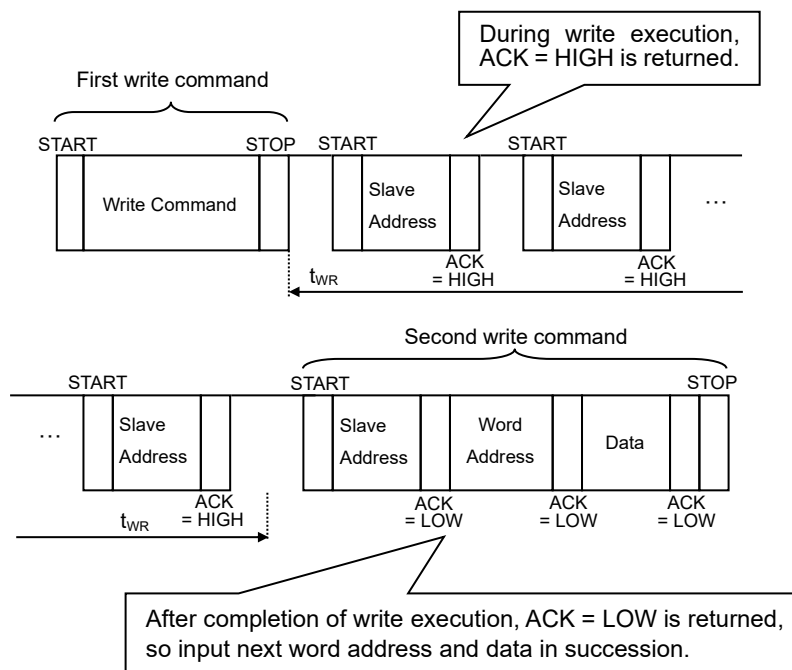 During write execution,
ACK = HIGH is returned.
First write command
START STOP START START
Write Command
Slave
Address
Slave
Address
…
ACK
= HIGH
ACK
= HIGH
tWR
Second write command
START START STOP
…
Slave
Address
Slave
Address
Word
Address
Data
ACK
= HIGH
ACK
= LOW
ACK
= LOW
ACK
= LOW
tWR
After completion of write execution, ACK = LOW is returned,
so input next word address and data in succession.